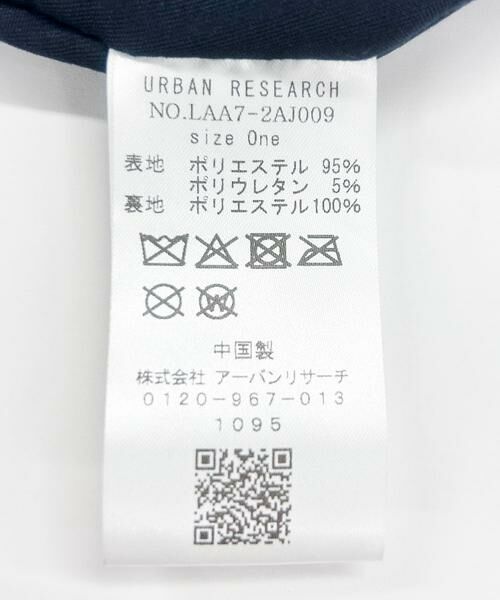 URBAN RESEARCH
NO.LAA7-2AJ009
size One
表地 ポリエステル 95%
ポリウレタン 5%
裏地 ポリエステル100%
W
中国製
株式会社 アーバンリサーチ
0120-967-013
1095